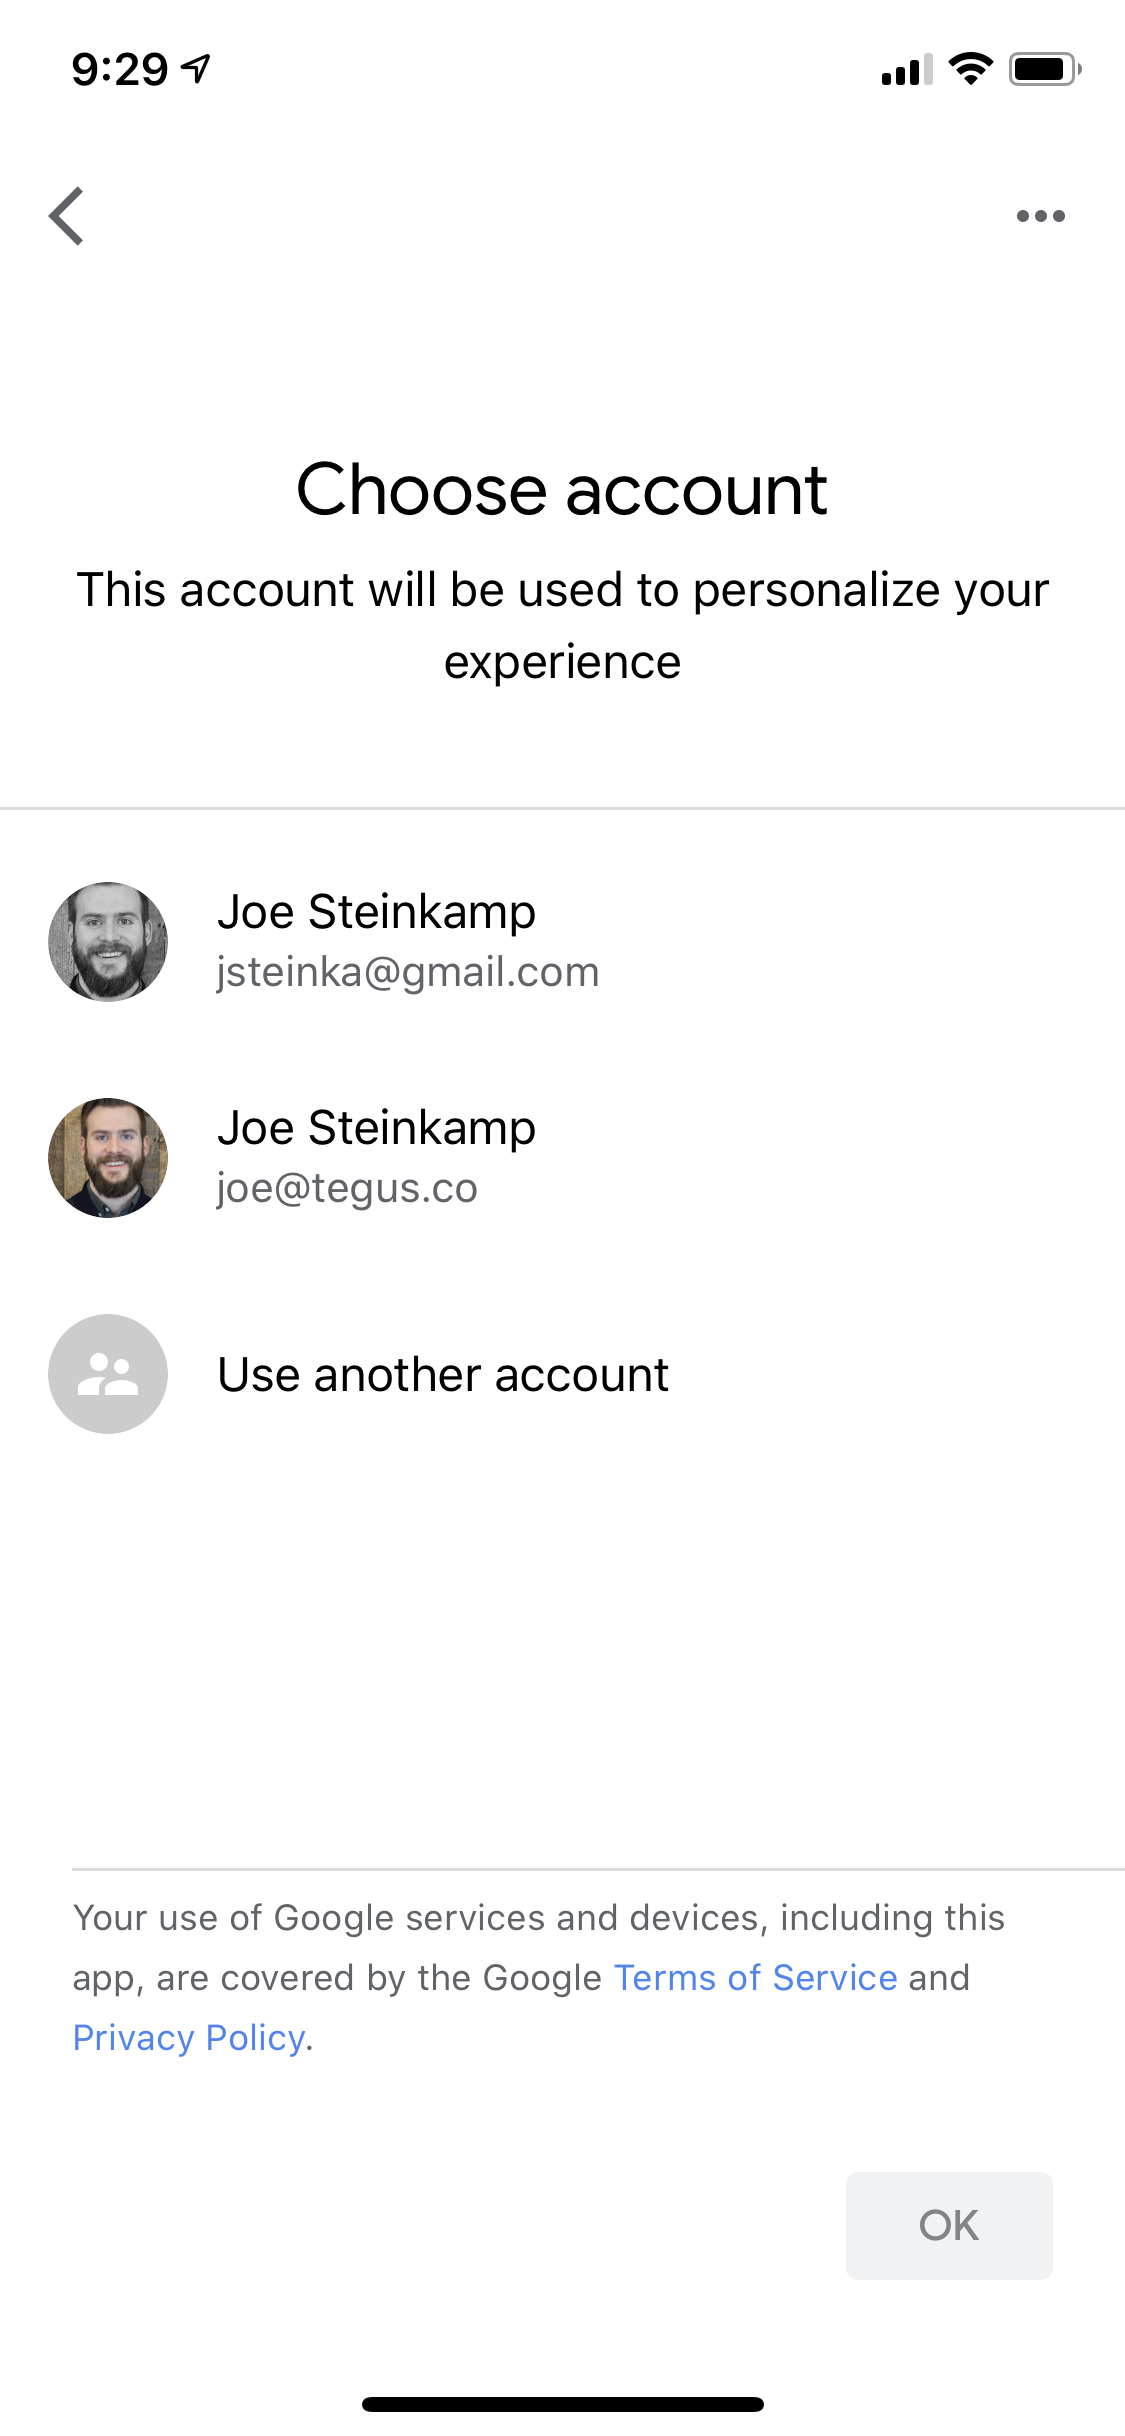 9:29
Choose account
This account will be used to personalize your
experience
Joe Steinkamp
jsteinka@gmail.com
Joe Steinkamp
joe@tegus.co
Use another account
Your use of Google services and devices, including this
app, are covered by the Google Terms of Service and
Privacy Policy.
OK